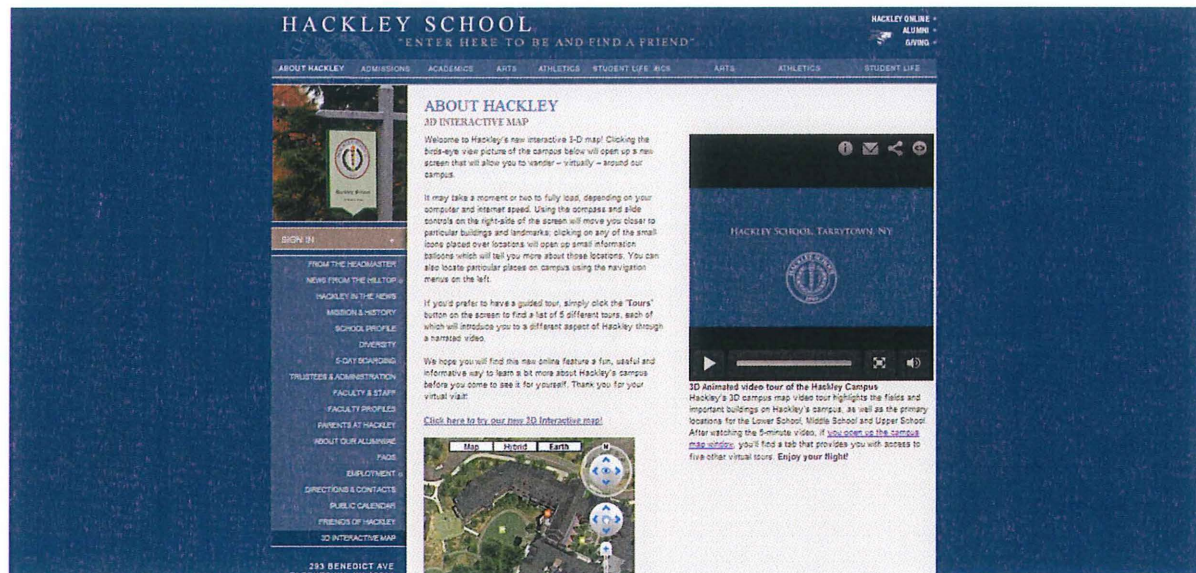 HACKLEY SCHOOL
"ENTER HERE TO BE AND FIND A FRIEND"
HACKLEY ONLINE
ALUMNI
GIVING
ABOUT HACKLEY ADMISSIONS ACADEMICS ARTS ATHLETICS STUDENT LIFE ARTS ATHLETICS STUDENT LIFE
Hackley School
SIGN IN +
FROM THE HEADMASTER
NEWS FROM THE HILLTOP
HACKLEY IN THE NEWS
MISSION & HISTORY
SCHOOL PROFILE
DIVERSITY
5-DAY BOARDING
TRUSTEES & ADMINISTRATION
FACULTY & STAFF
FACULTY PROFILES
PARENTS AT HACKLEY
ABOUT OUR ALUMNI/AE
FAQS
EMPLOYMENT
DIRECTIONS & CONTACTS
PUBLIC CALENDAR
FRIENDS OF HACKLEY
3D INTERACTIVE MAP
293 BENEDICT AVE
ABOUT HACKLEY
3D INTERACTIVE MAP
Welcome to Hackley's new interactive 3-D map! Clicking the
birds-eye view picture of the campus below will open up a new
screen that will allow you to wander – virtually – around our
campus.
It may take a moment or two to fully load, depending on your
computer and internet speed. Using the compass and slide
controls on the right-side of the screen will move you closer to
particular buildings and landmarks; clicking on any of the small
icons placed over locations will open up small information
balloons which will tell you more about those locations. You can
also locate particular places on campus using the navigation
menus on the left.
If you'd prefer to have a guided tour, simply click the 'Tours'
button on the screen to find a list of 5 different tours, each of
which will introduce you to a different aspect of Hackley through
a narrated video.
We hope you will find this new online feature a fun, useful and
informative way to learn a bit more about Hackley's campus
before you come to see it for yourself. Thank you for your
virtual visit!
Click here to try our new 3D Interactive map!
Map Hybrid Earth N
HACKLEY SCHOOL, TARRYTOWN, NY
3D Animated video tour of the Hackley Campus
Hackley's 3D campus map video tour highlights the fields and
important buildings on Hackley's campus, as well as the primary
locations for the Lower School, Middle School and Upper School.
After watching the 5-minute video, if you open up the campus
map window, you'll find a tab that provides you with access to
five other virtual tours. Enjoy your flight!